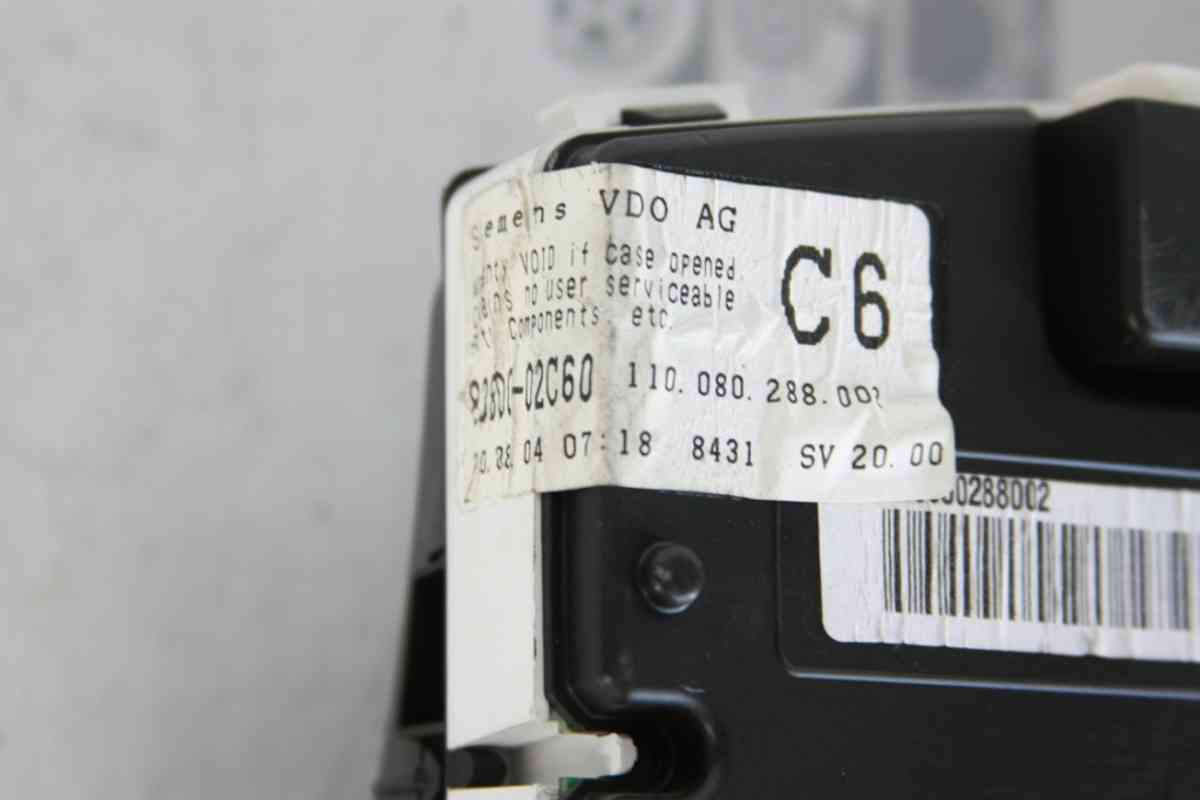 Siemens VDO AG
VOID if case opened.
no user serviceable
components etc.
C6
-02C60 110.080.288.00
04 07:18 8431 SV 20.00
0288002